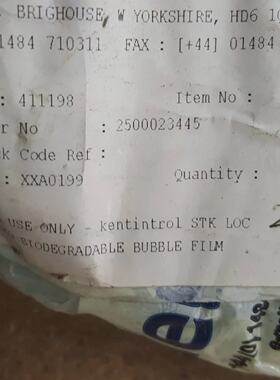 BRIGHOUSE, W YORKSHIRE, HD6 1
1484 710311 FAX : [+44] 01484
: 411198 Item No :
r No : 2500023445
k Code Ref :
: XXA0199 Quantity :
USE ONLY - kentintrol STK LOC
BIODEGRADABLE BUBBLE FILM